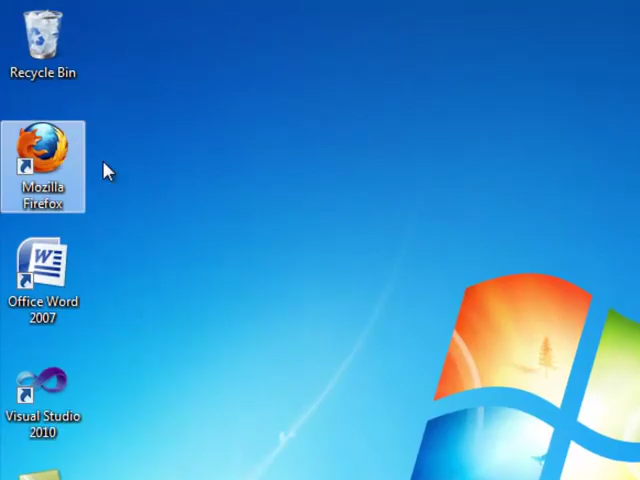 Recycle Bin
Mozilla
Firefox
Office Word
2007
Visual Studio
2010